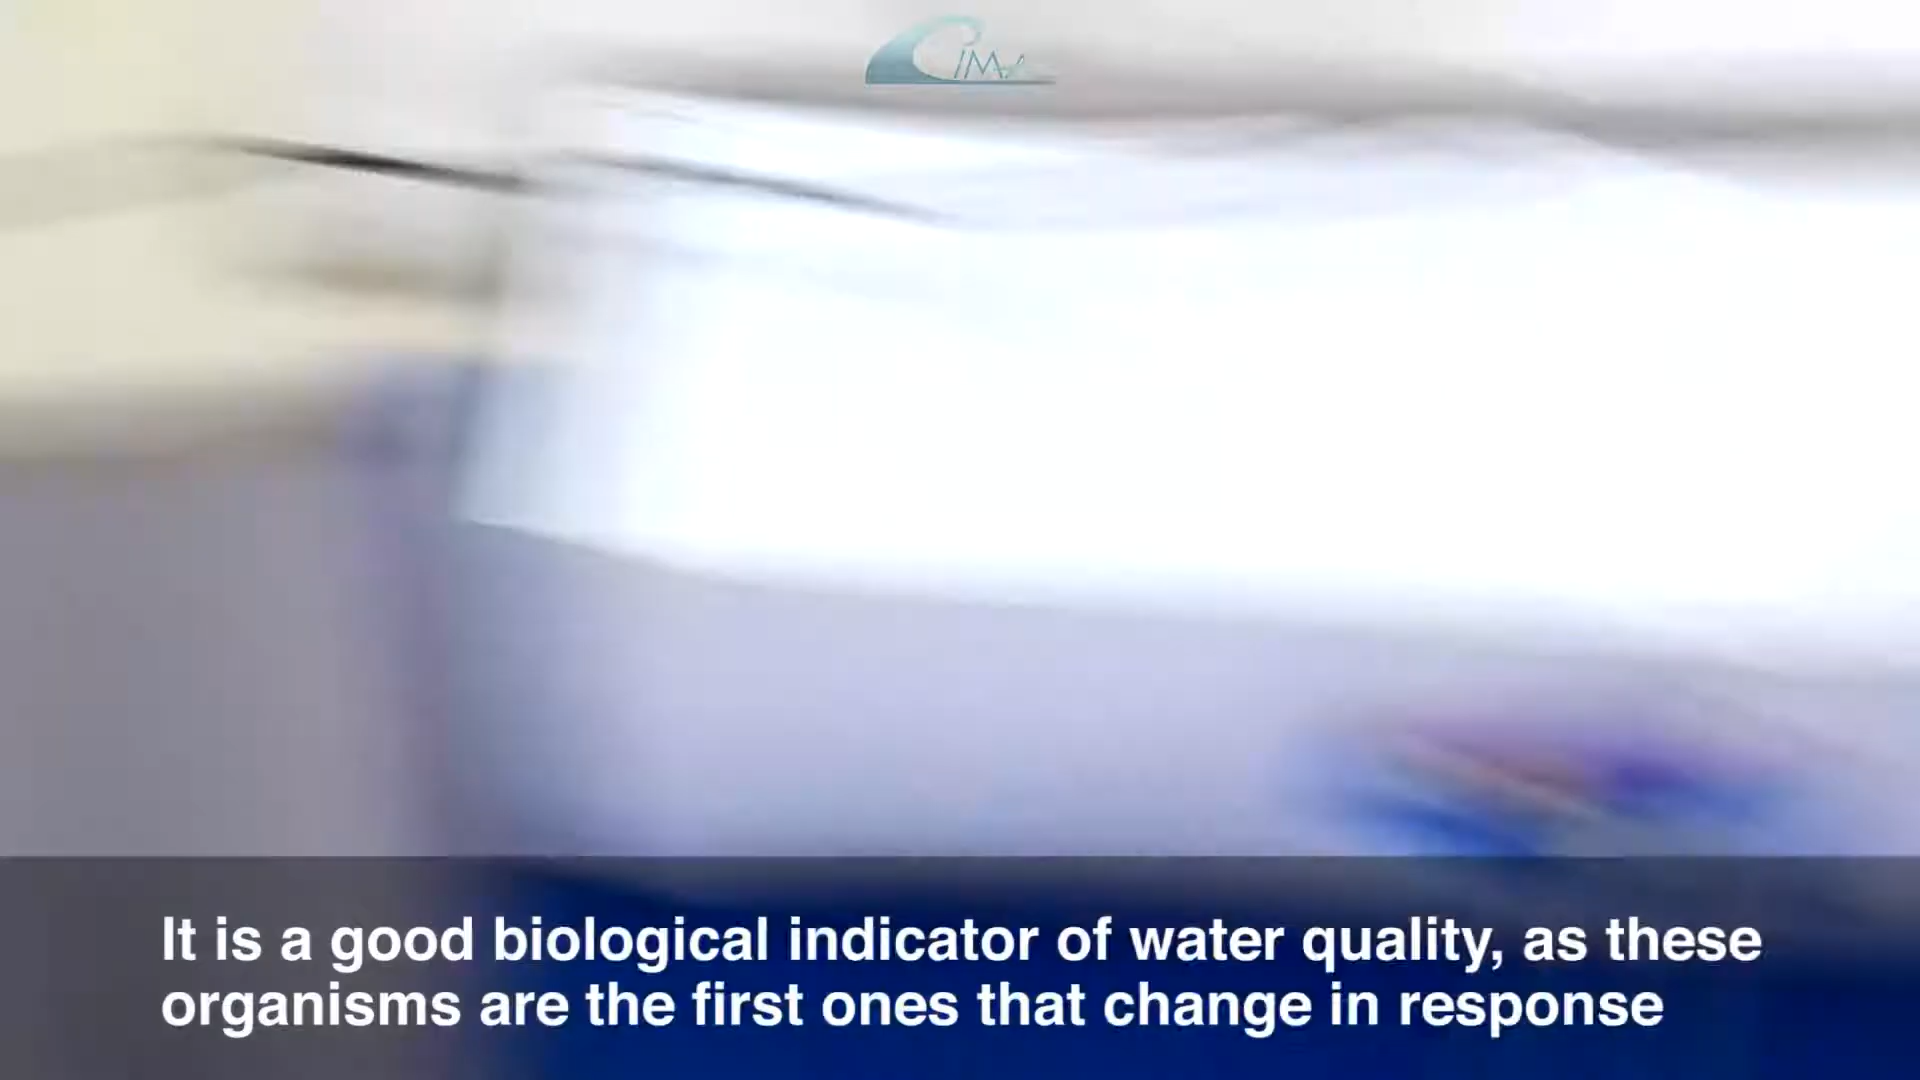 CIMA
It is a good biological indicator of water quality, as these
organisms are the first ones that change in response